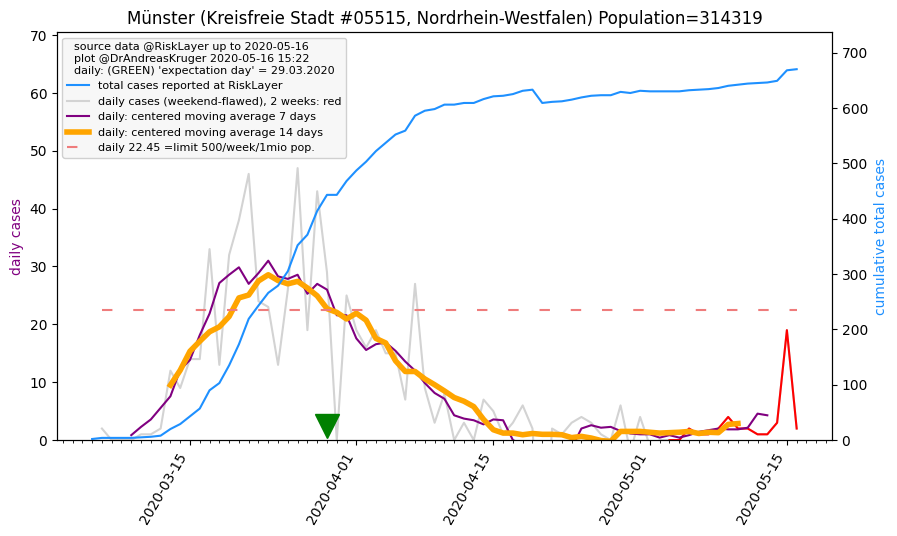 Münster (Kreisfreie Stadt #05515, Nordrhein-Westfalen) Population=314319
source data @RiskLayer up to 2020-05-16
plot @DrAndreasKruger 2020-05-16 15:22
daily: (GREEN) 'expectation day' = 29.03.2020
total cases reported at RiskLayer
daily cases (weekend-flawed), 2 weeks: red
daily: centered moving average 7 days
daily: centered moving average 14 days
daily 22.45 =limit 500/week/1mio pop.
daily cases
70
60
50
40
30
20
10
0
700
600
500
400
300
200
100
0
cumulative total cases
2020-03-15
2020-04-01
2020-04-15
2020-05-01
2020-05-15